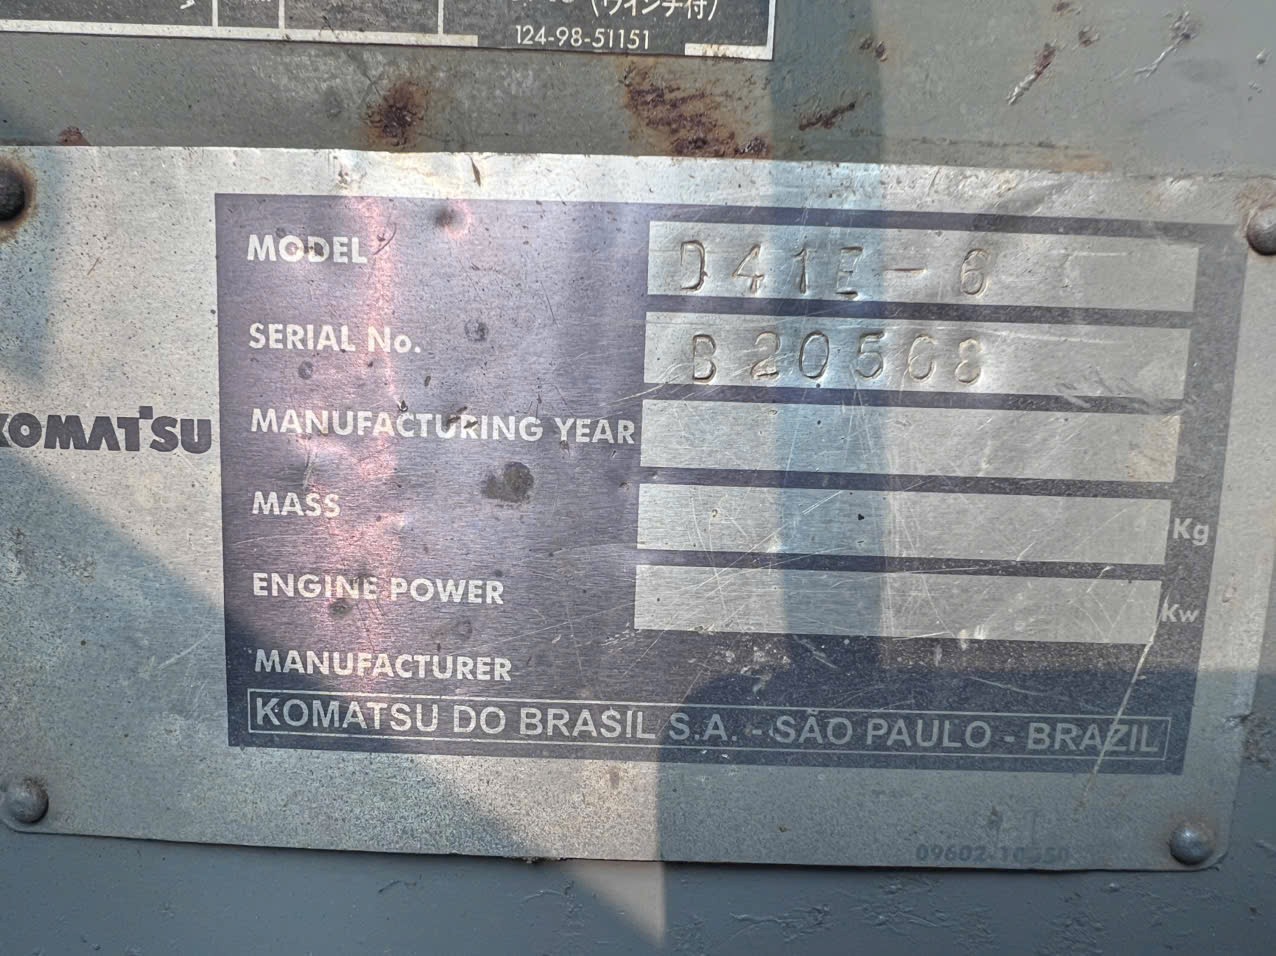 (ウインチ付)
124-98-51151
MODEL D41E-6
SERIAL No. B20568
KOMATSU
MANUFACTURING YEAR
MASS Kg
ENGINE POWER Kw
MANUFACTURER
KOMATSU DO BRASIL S.A. - SÃO PAULO - BRAZIL